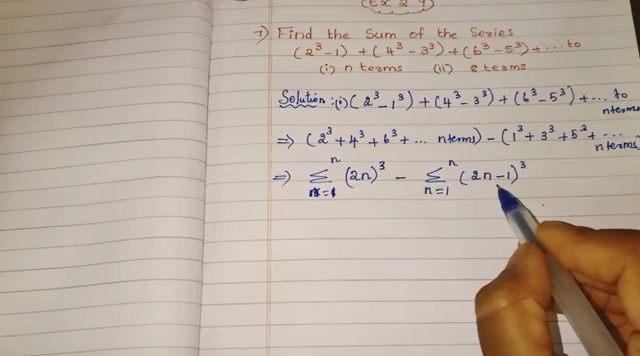 (Ex 2.9)
7) Find the Sum of the Series
(2³-1) + (4³-3³) + (6³-5³) + .... to
(i) n terms (ii) 8 terms
Solution: (i) (2³-1³) + (4³-3³) + (6³-5³) + .... to
n terms
⇒ (2³+4³+6³+ ... n terms) - (1³+3³+5²+ ...
n terms)
⇒ n∑n=1 (2n)³ - n∑n=1 (2n-1)³